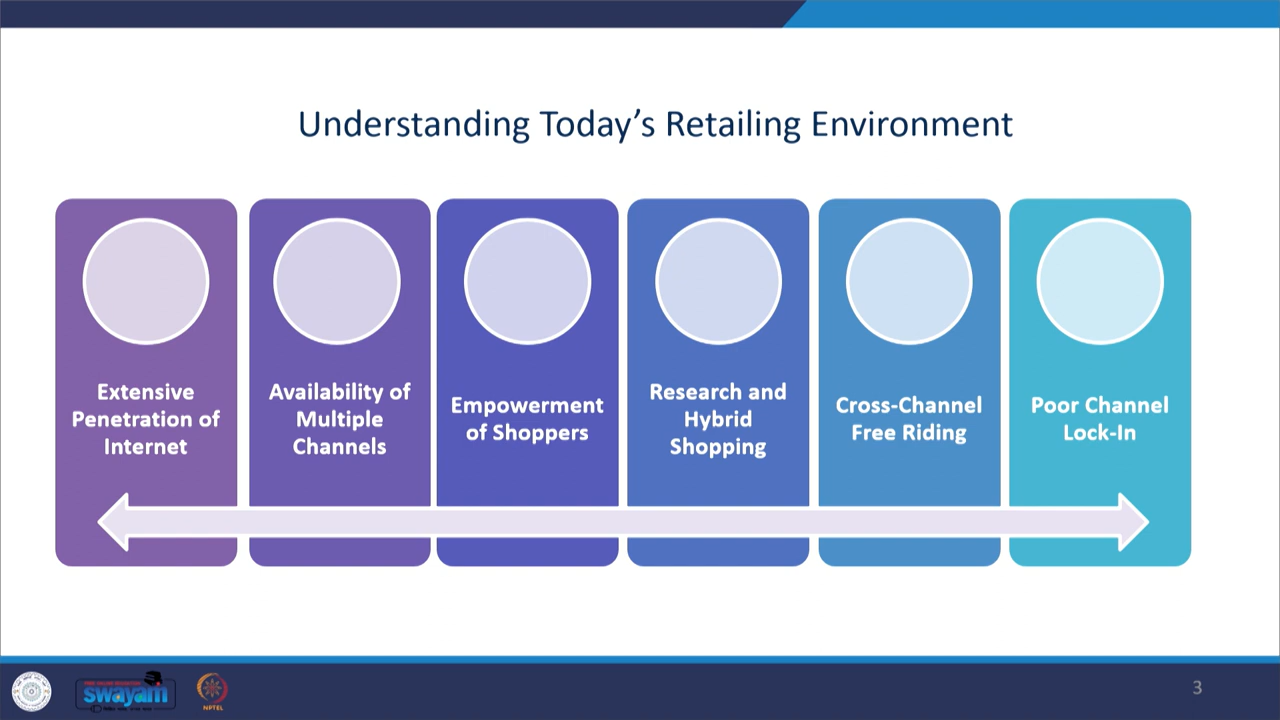 Understanding Today's Retailing Environment
Extensive
Penetration of
Internet
Availability of
Multiple
Channels
Empowerment
of Shoppers
Research and
Hybrid
Shopping
Cross-Channel
Free Riding
Poor Channel
Lock-In
swayam
NPTEL
3